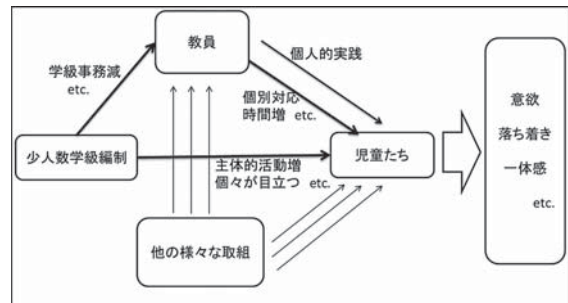 教員
個人的実践
学級事務減
etc.
個別対応
時間増 etc.
少人数学級編制
主体的活動増
個々が目立つ etc.
児童たち
他の様々な取組
意欲
落ち着き
一体感
etc.